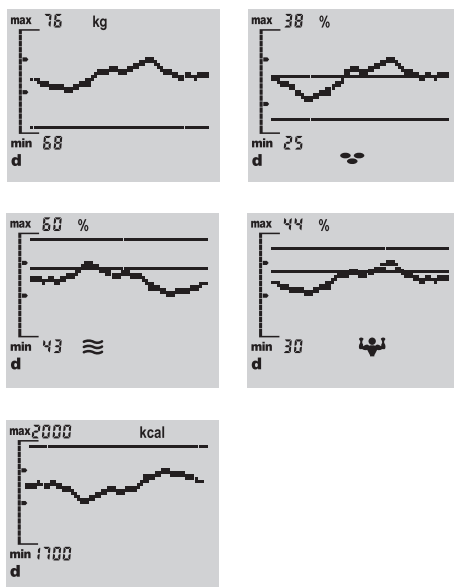 max 76 kg
min 68
d
max 38 %
min 25
d
max 60 %
min 43
d
max 44 %
min 30
d
max 2000 kcal
min 1700
d